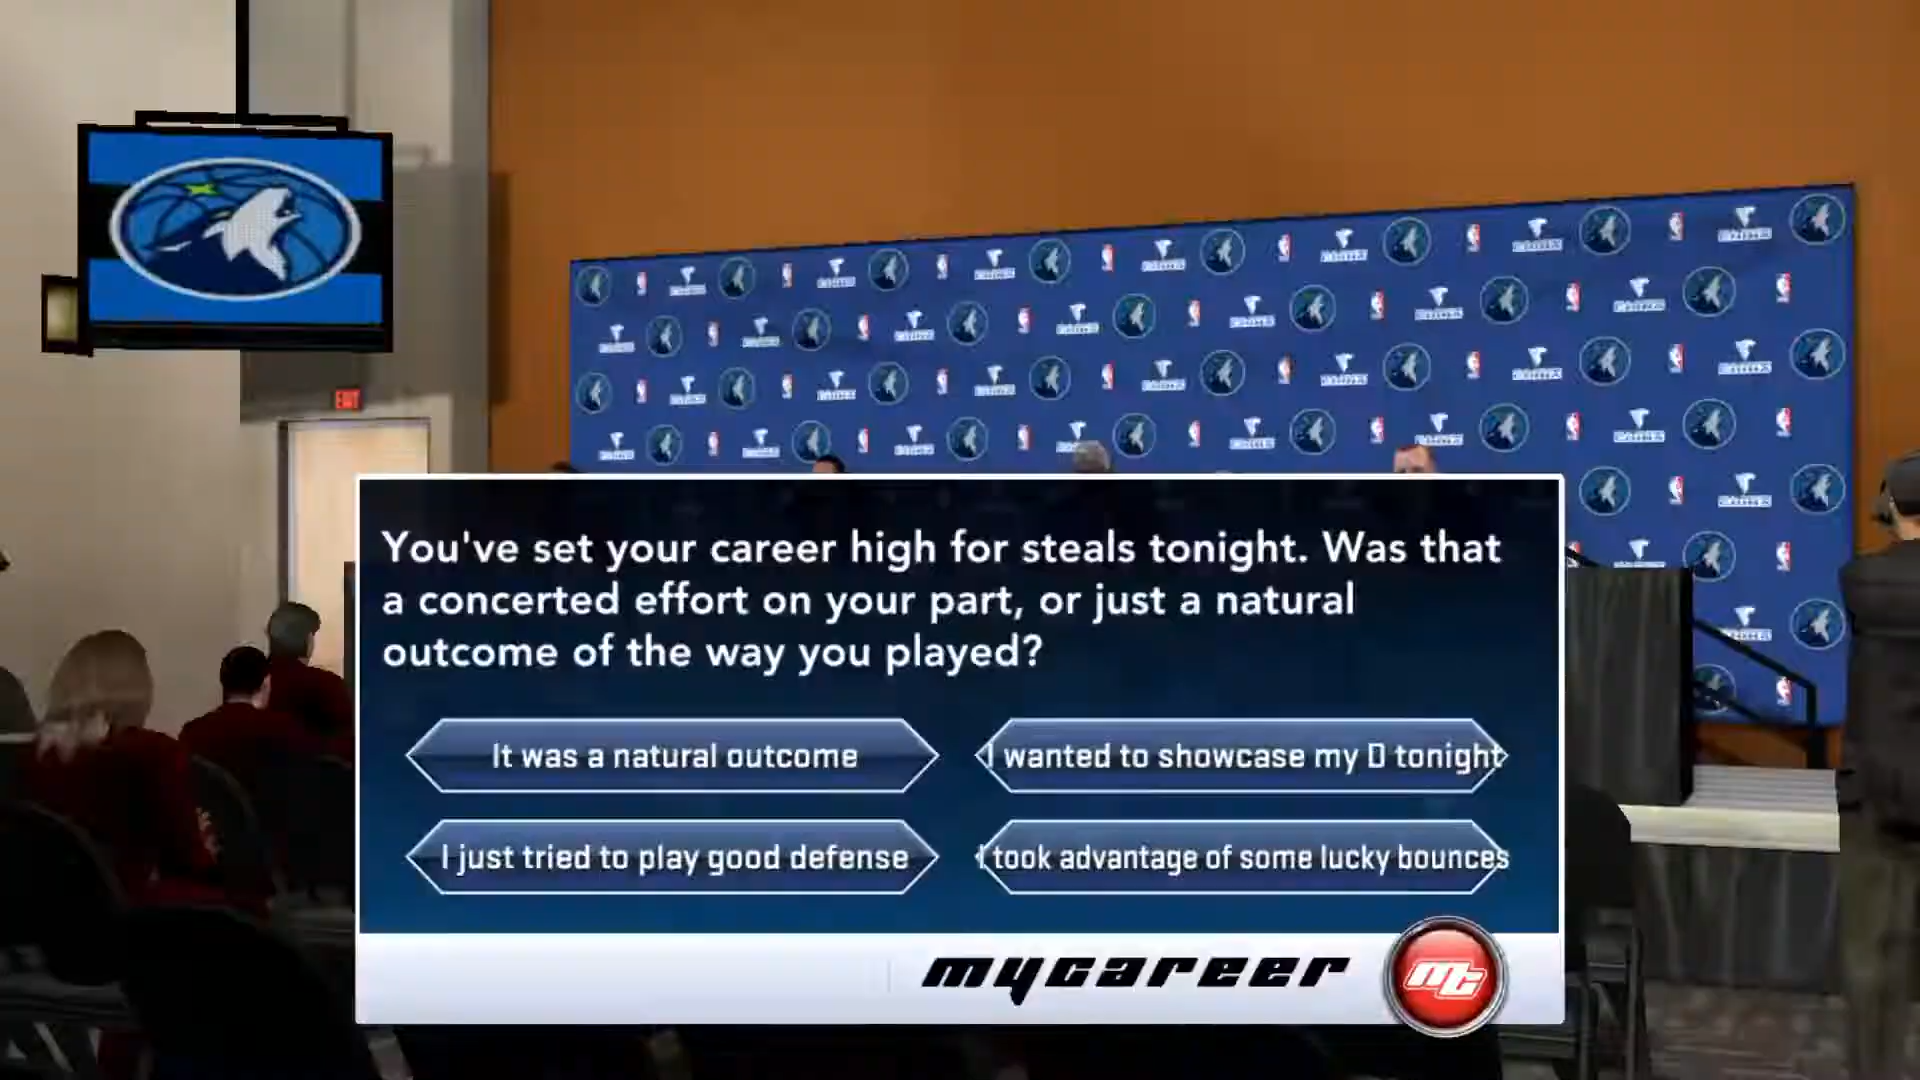 EXIT
You've set your career high for steals tonight. Was that
a concerted effort on your part, or just a natural
outcome of the way you played?
It was a natural outcome
I wanted to showcase my D tonight
I just tried to play good defense
I took advantage of some lucky bounces
mycareer
MC